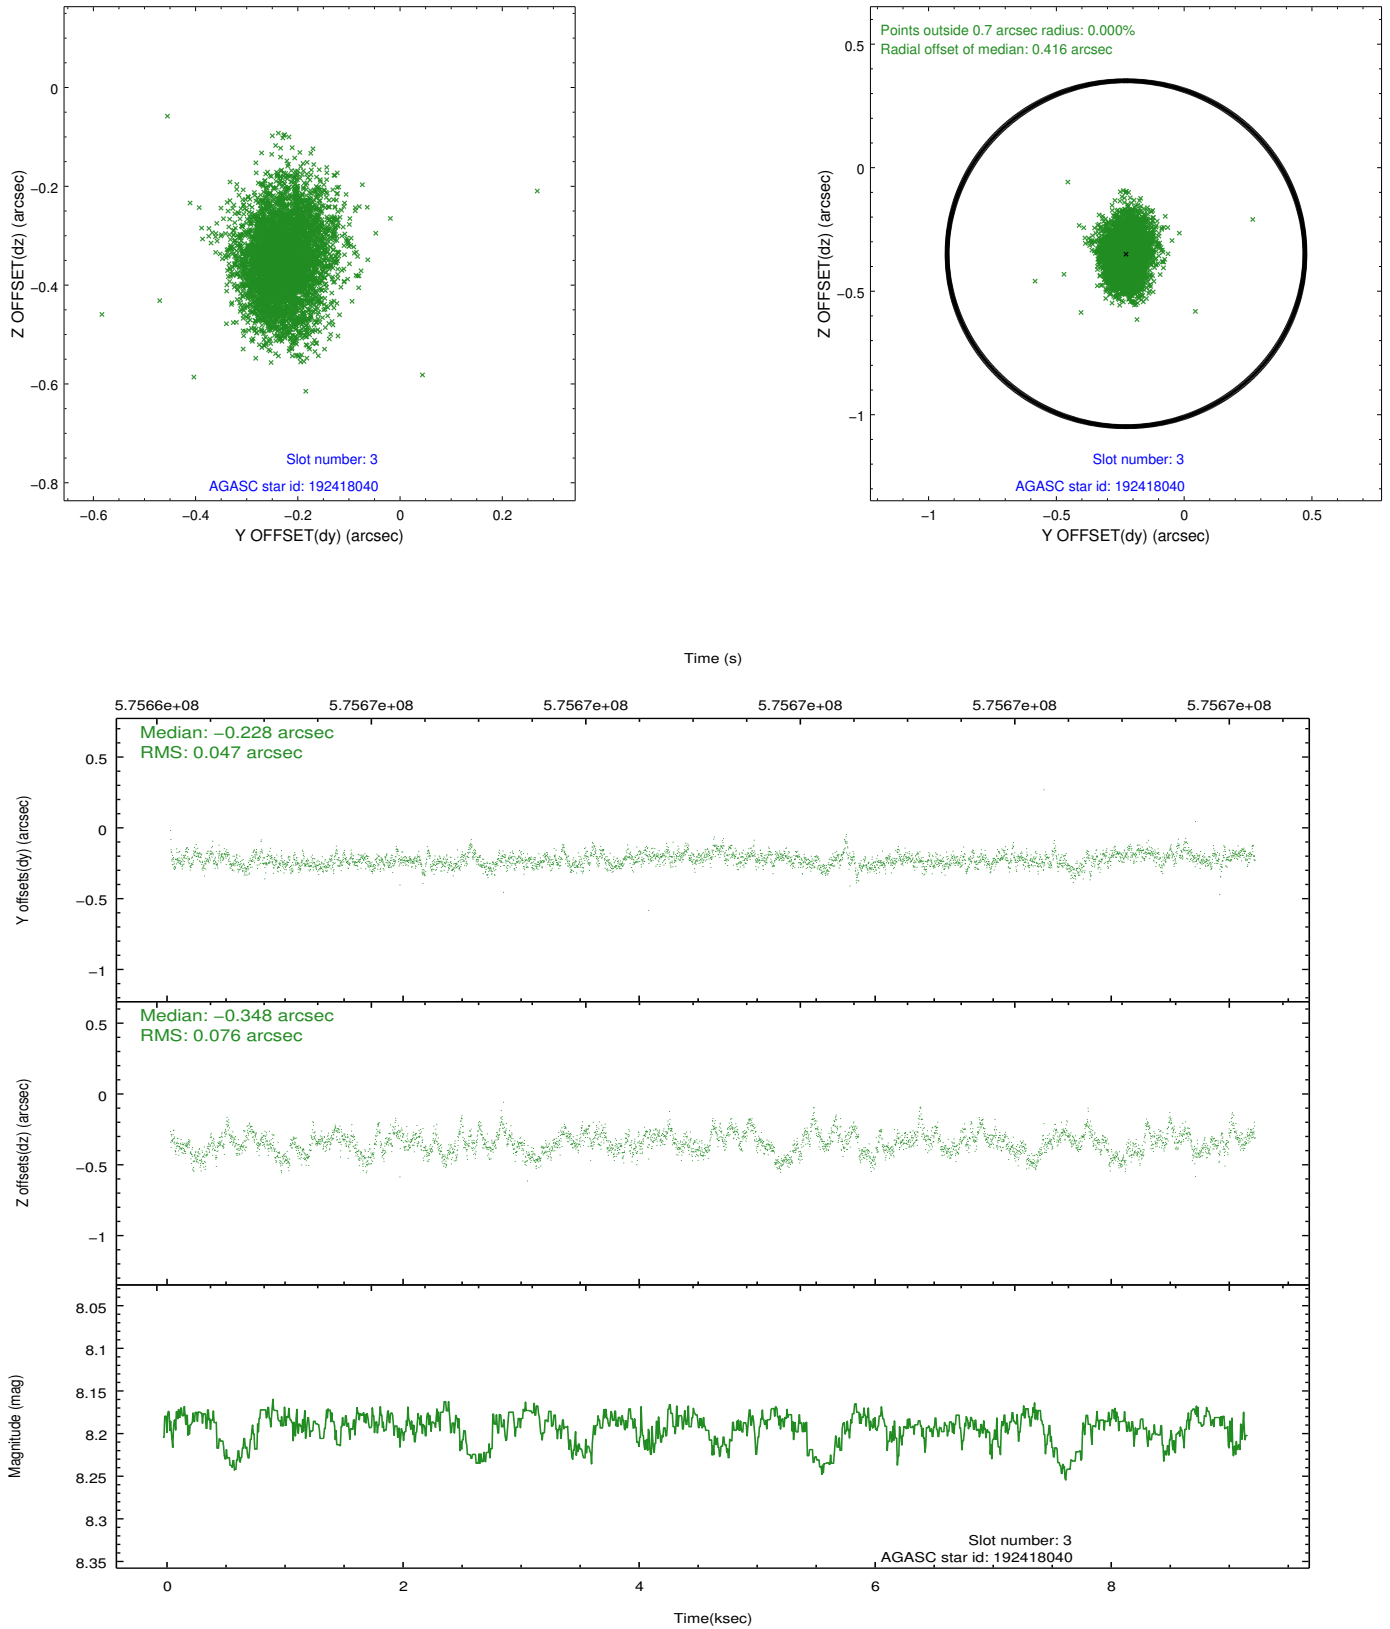 0
−0.2
−0.4
−0.6
−0.8
Z OFFSET(dz) (arcsec)
Slot number: 3
AGASC star id: 192418040
−0.6 −0.4 −0.2 0 0.2
Y OFFSET(dy) (arcsec)
Points outside 0.7 arcsec radius: 0.000%
Radial offset of median: 0.416 arcsec
0.5
0
−0.5
−1
Z OFFSET(dz) (arcsec)
Slot number: 3
AGASC star id: 192418040
−1 −0.5 0 0.5
Y OFFSET(dy) (arcsec)
Time (s)
5.7566e+08 5.7567e+08 5.7567e+08 5.7567e+08 5.7567e+08 5.7567e+08
Median: −0.228 arcsec
RMS: 0.047 arcsec
0.5
0
−0.5
−1
Y offsets(dy) (arcsec)
Median: −0.348 arcsec
RMS: 0.076 arcsec
0.5
0
−0.5
−1
Z offsets(dz) (arcsec)
8.05
8.1
8.15
8.2
8.25
8.3
8.35
Magnitude (mag)
Slot number: 3
AGASC star id: 192418040
0 2 4 6 8
Time(ksec)